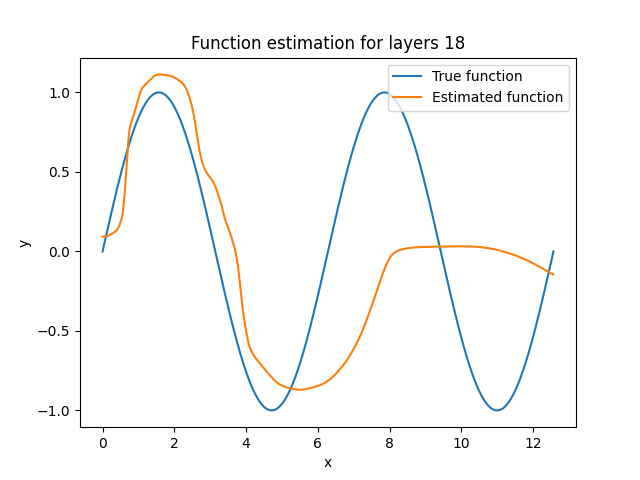 Function estimation for layers 18
True function
Estimated function
1.0
0.5
0.0
−0.5
−1.0
y
0 2 4 6 8 10 12
x